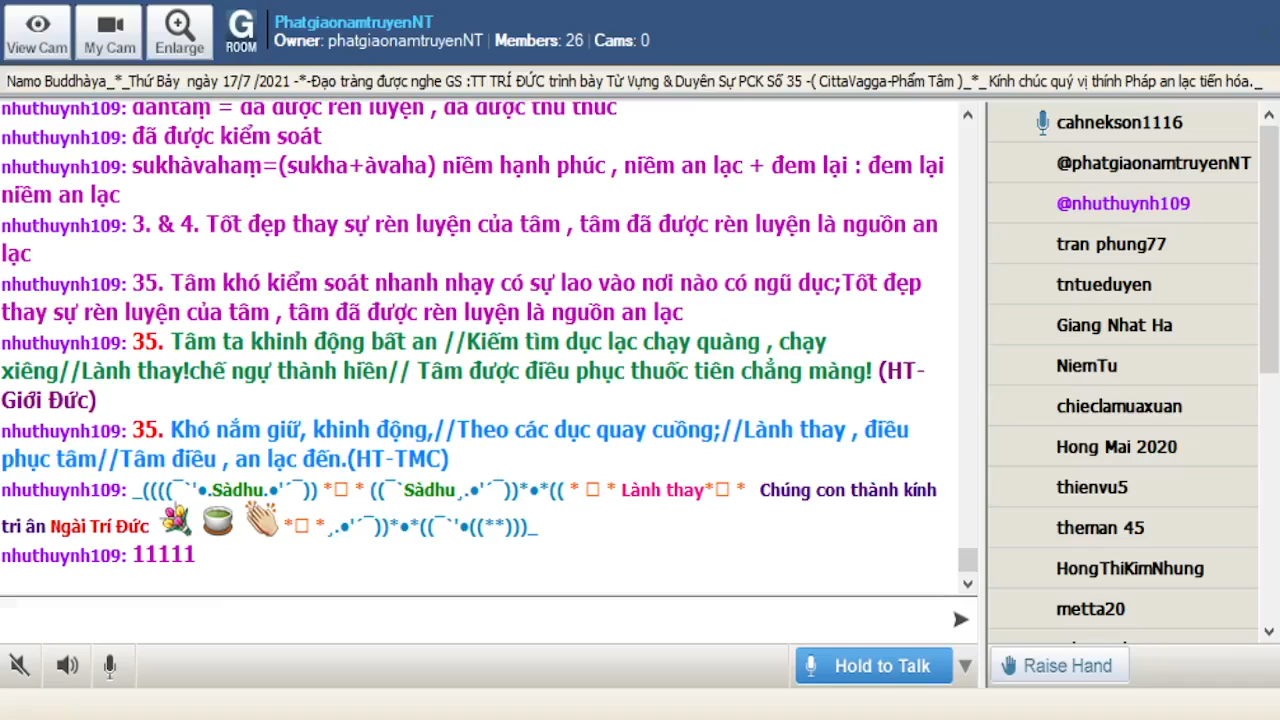 View Cam
My Cam
Enlarge
G ROOM
PhatgiaonamtruyenNT
Owner: phatgiaonamtruyenNT | Members: 26 | Cams: 0
Namo Buddhàya_*_Thứ Bảy ngày 17/7 /2021 -*-Đạo tràng được nghe GS :TT TRÍ ĐỨC trình bày Từ Vựng & Duyên Sự PCK Số 35 -( CittaVagga-Phẩm Tâm )_*_ Kính chúc quý vị thính Pháp an lạc tiến hóa._
nhuthuynh109: dantaṃ = đã được rèn luyện , đã được thu thúc
nhuthuynh109: đã được kiểm soát
nhuthuynh109: sukhàvahaṃ=(sukha+àvaha) niềm hạnh phúc , niềm an lạc + đem lại : đem lại
niềm an lạc
nhuthuynh109: 3. & 4. Tốt đẹp thay sự rèn luyện của tâm , tâm đã được rèn luyện là nguồn an
lạc
nhuthuynh109: 35. Tâm khó kiểm soát nhanh nhạy có sự lao vào nơi nào có ngũ dục;Tốt đẹp
thay sự rèn luyện của tâm , tâm đã được rèn luyện là nguồn an lạc
nhuthuynh109: 35. Tâm ta khinh động bất an //Kiếm tìm dục lạc chạy quàng , chạy
xiêng//Lành thay!chế ngự thành hiền// Tâm được điều phục thuốc tiên chẳng màng! (HT-
Giới Đức)
nhuthuynh109: 35. Khó nắm giữ, khinh động,//Theo các dục quay cuồng;//Lành thay , điều
phục tâm//Tâm điều , an lạc đến.(HT-TMC)
nhuthuynh109: _((((¯`'•.Sàdhu.•'´¯)) *▯ * ((¯`Sàdhu¸.•'´¯))*•*(( * ▯ * Lành thay*▯ * Chúng con thành kính
tri ân Ngài Trí Đức *▯ *¸.•'´¯))*•*((¯`'•((**)))_
nhuthuynh109: 11111
Hold to Talk
cahnekson1116
@phatgiaonamtruyenNT
@nhuthuynh109
tran phung77
tntueduyen
Giang Nhat Ha
NiemTu
chieclamuaxuan
Hong Mai 2020
thienvu5
theman 45
HongThiKimNhung
metta20
Raise Hand